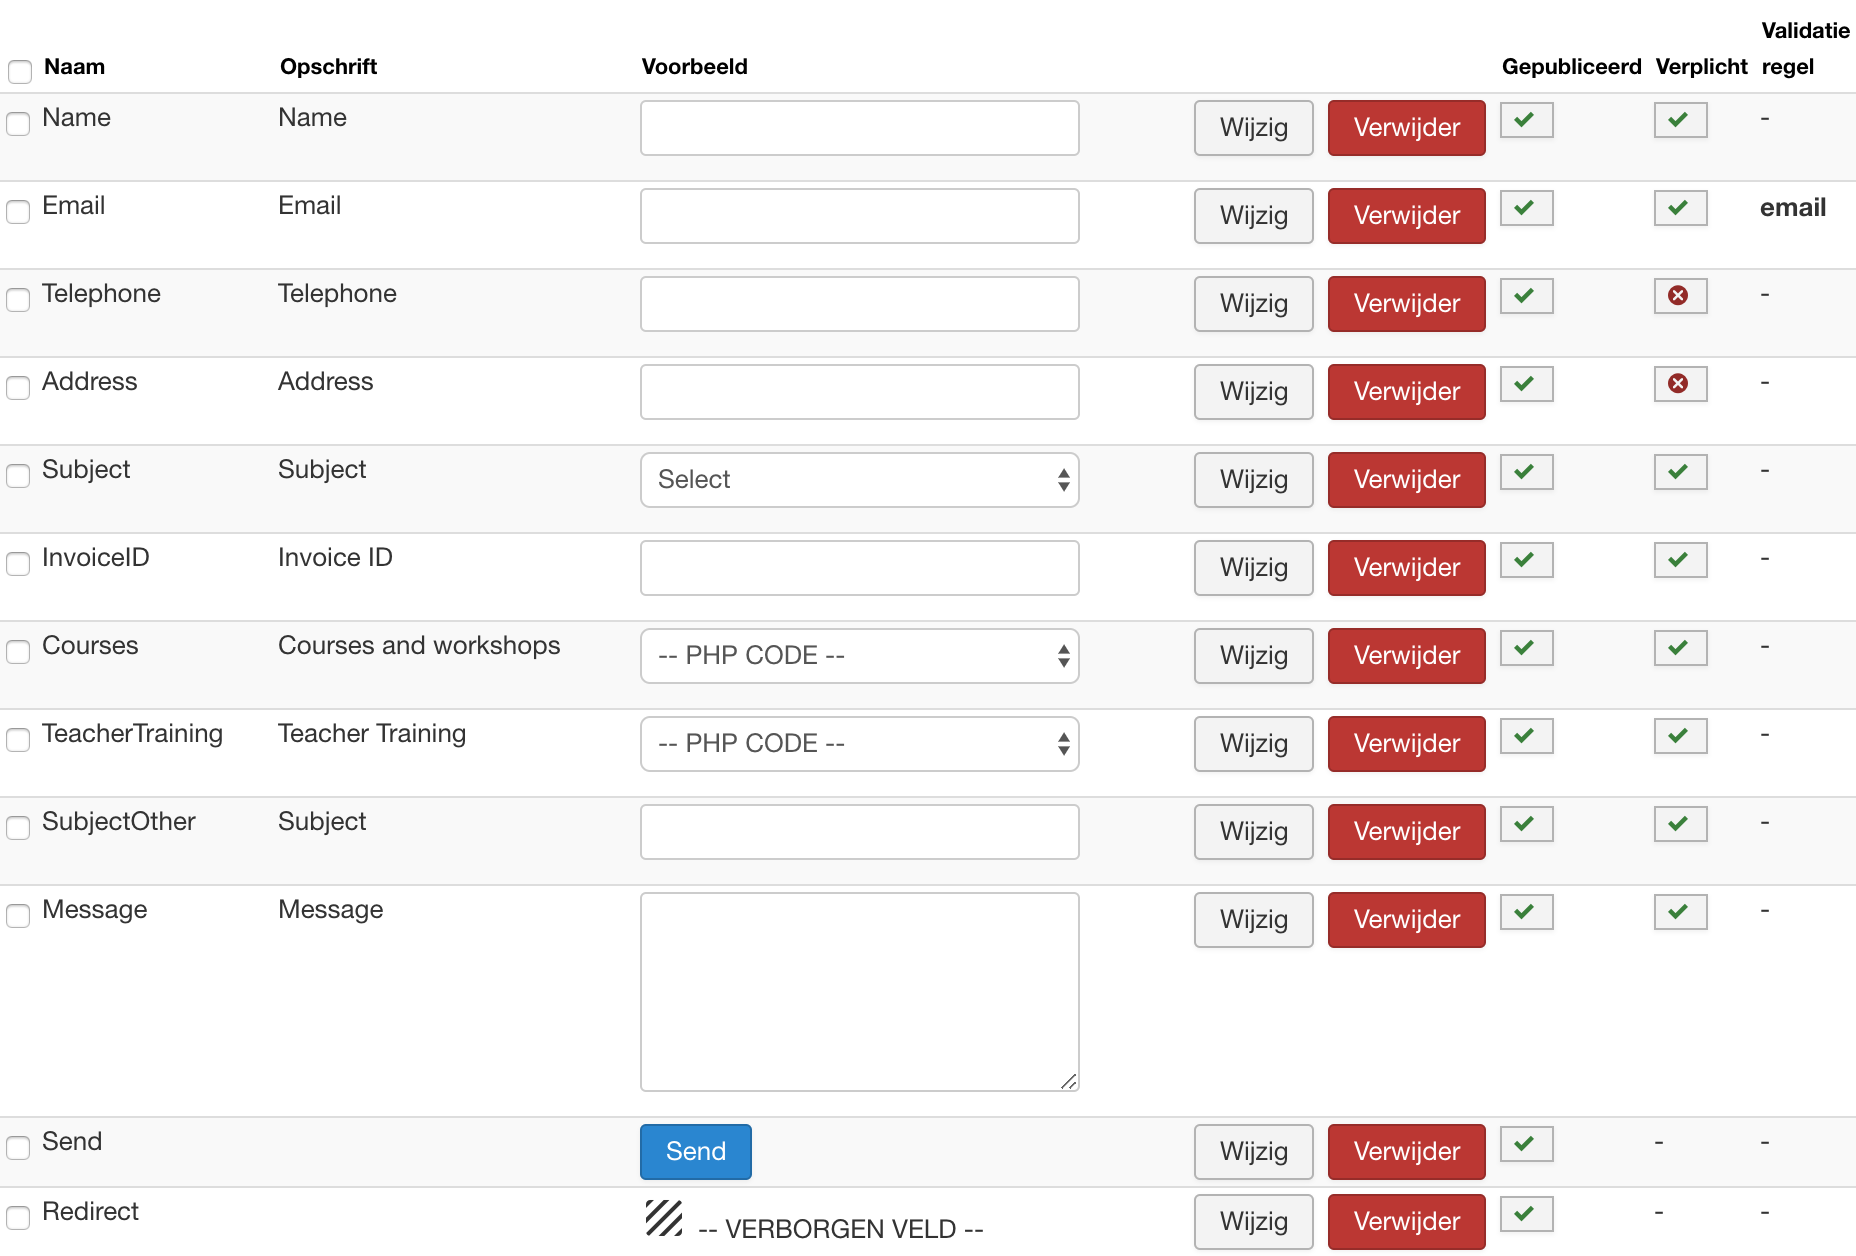 Naam Opschrift Voorbeeld Gepubliceerd Verplicht Validatie regel
Name Name Wijzig Verwijder -
Email Email Wijzig Verwijder email
Telephone Telephone Wijzig Verwijder -
Address Address Wijzig Verwijder -
Subject Subject Select Wijzig Verwijder -
InvoiceID Invoice ID Wijzig Verwijder -
Courses Courses and workshops -- PHP CODE -- Wijzig Verwijder -
TeacherTraining Teacher Training -- PHP CODE -- Wijzig Verwijder -
SubjectOther Subject Wijzig Verwijder -
Message Message Wijzig Verwijder -
Send Send Wijzig Verwijder - -
Redirect -- VERBORGEN VELD -- Wijzig Verwijder - -